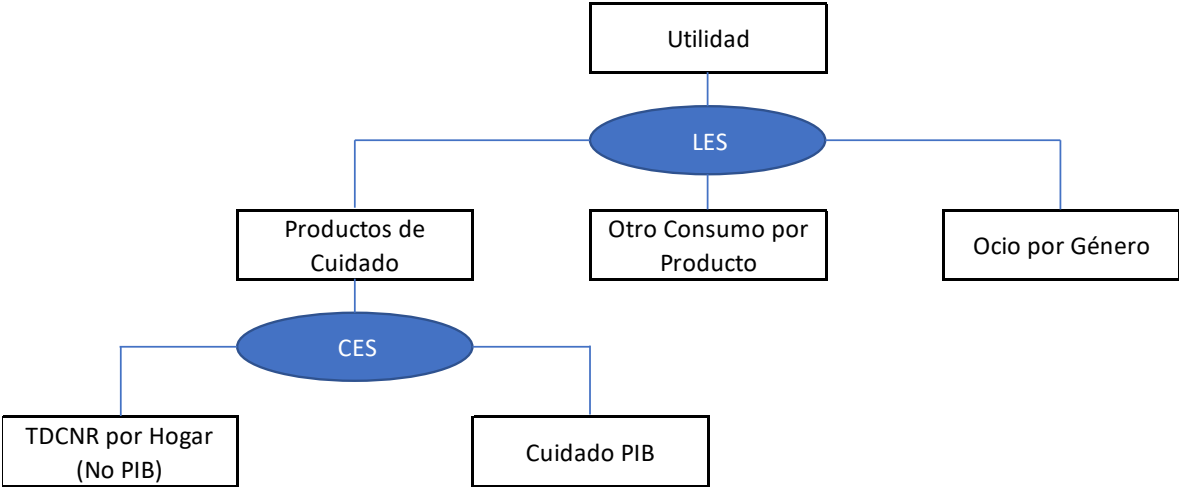 Utilidad
LES
Productos de
Cuidado
Otro Consumo por
Producto
Ocio por Género
CES
TDCNR por Hogar
(No PIB)
Cuidado PIB